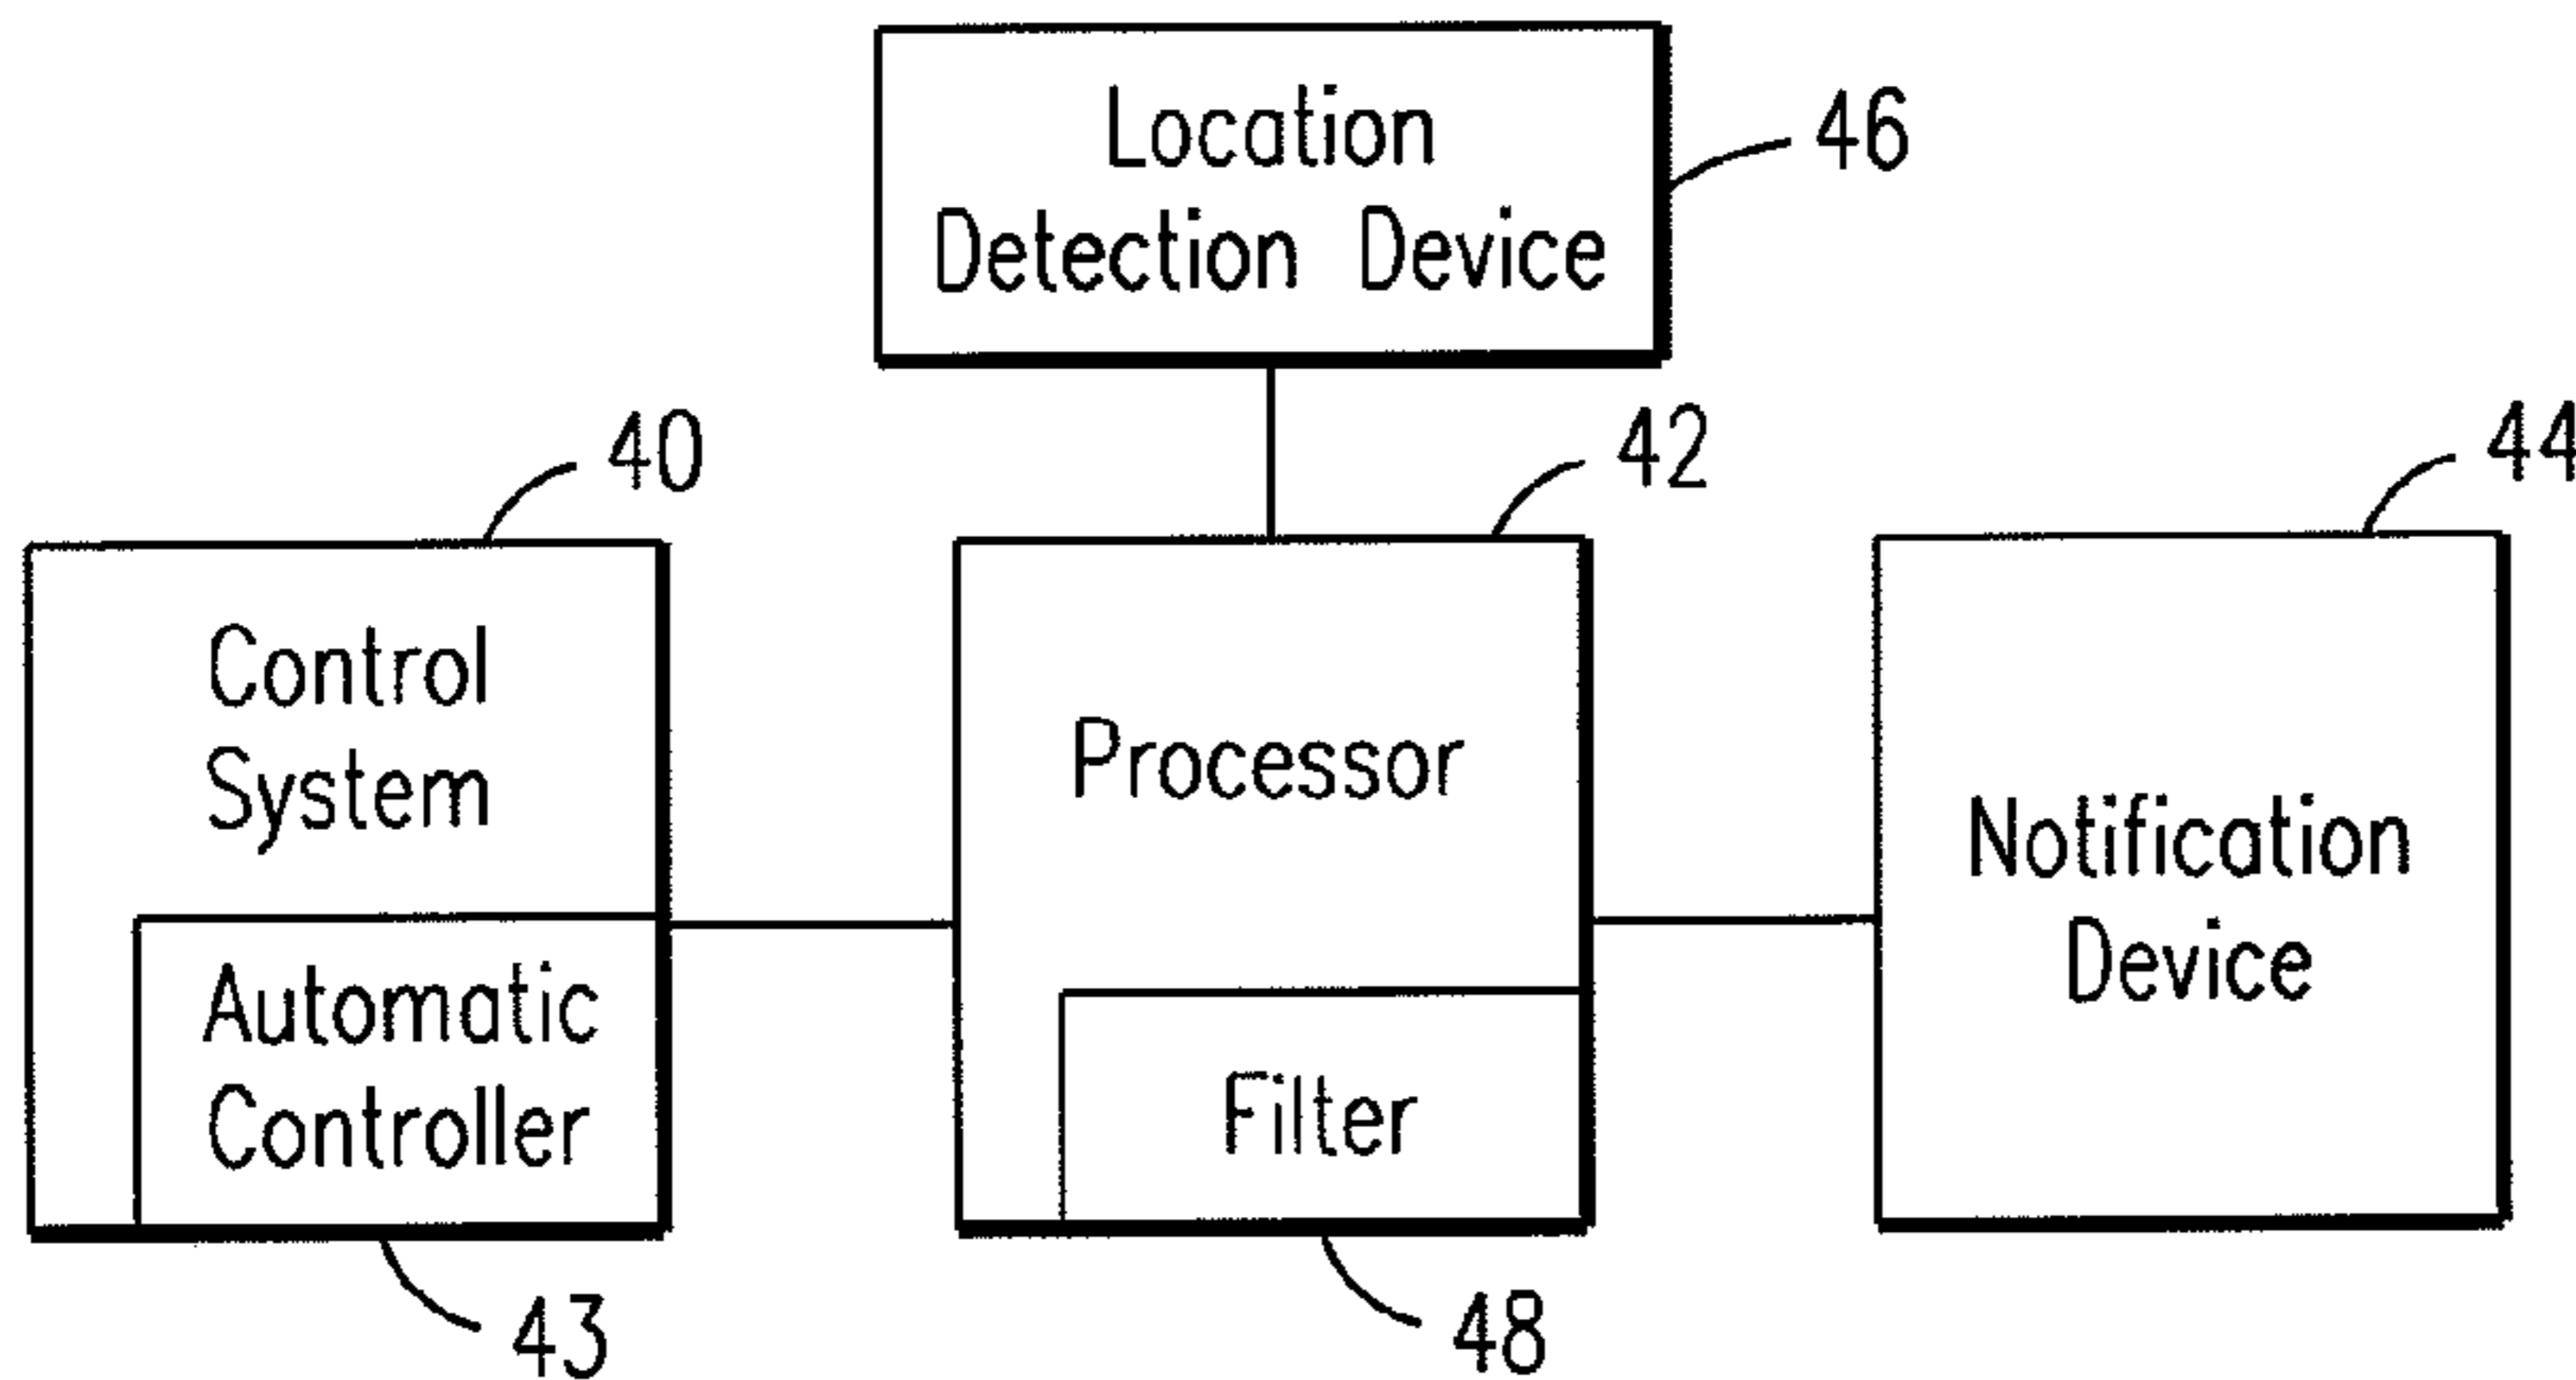 Location
Detection Device
46
40
42
44
Control
System
Processor
Notification
Device
Automatic
Controller
Filter
43
48